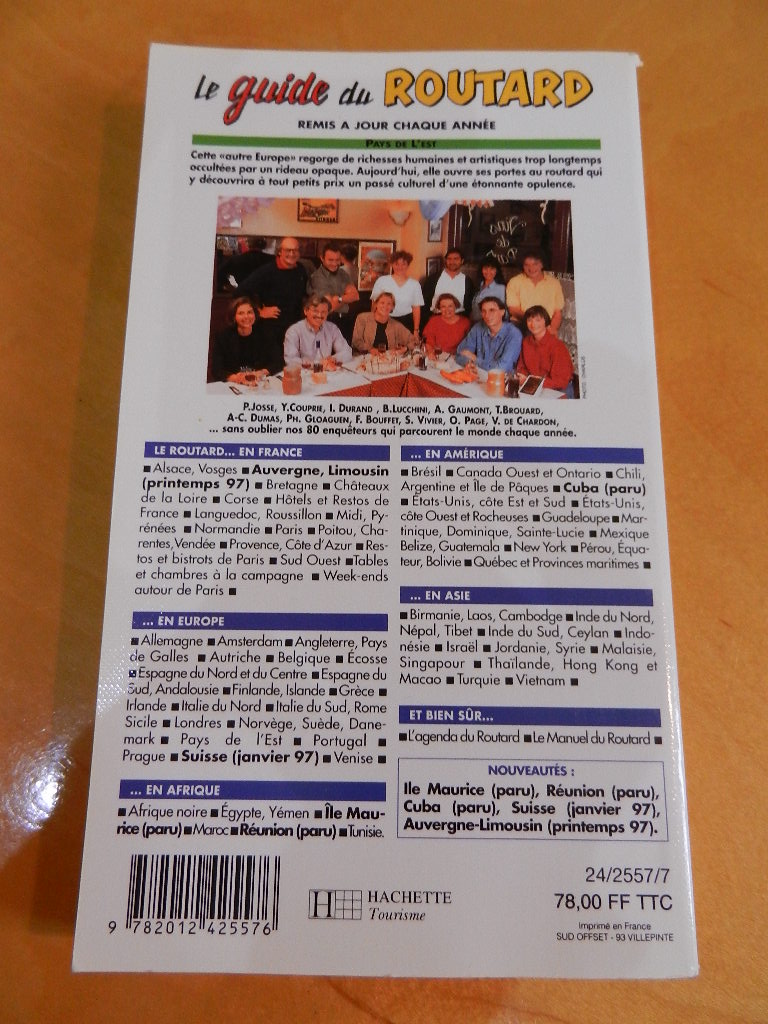 Le guide du ROUTARD
REMIS A JOUR CHAQUE ANNÉE
PAYS DE L'EST
Cette «autre Europe» regorge de richesses humaines et artistiques trop longtemps
occultées par un rideau opaque. Aujourd'hui, elle ouvre ses portes au routard qui
y découvrira à tout petits prix un passé culturel d'une étonnante opulence.
P.JOSSE, Y.COUPRIE, I. DURAND , B.LUCCHINI, A. GAUMONT, T.BROUARD,
A-C. DUMAS, PH. GLOAGUEN, F. BOUFFET, S. VIVIER, O. PAGE, V. DE CHARDON,
... sans oublier nos 80 enquêteurs qui parcourent le monde chaque année.
LE ROUTARD... EN FRANCE
■ Alsace, Vosges ■ Auvergne, Limousin
(printemps 97) ■ Bretagne ■ Châteaux
de la Loire ■ Corse ■ Hôtels et Restos de
France ■ Languedoc, Roussillon ■ Midi, Py-
rénées ■ Normandie ■ Paris ■ Poitou, Cha-
rentes,Vendée ■ Provence, Côte d'Azur ■ Res-
tos et bistrots de Paris ■ Sud Ouest ■Tables
et chambres à la campagne ■ Week-ends
autour de Paris ■
... EN EUROPE
■ Allemagne ■ Amsterdam ■ Angleterre, Pays
de Galles ■ Autriche ■ Belgique ■ Écosse
■ Espagne du Nord et du Centre ■ Espagne du
Sud, Andalousie ■ Finlande, Islande ■ Grèce ■
Irlande ■ Italie du Nord ■ Italie du Sud, Rome
Sicile ■ Londres ■ Norvège, Suède, Dane-
mark ■ Pays de l'Est ■ Portugal ■
Prague ■ Suisse (janvier 97) ■ Venise ■
... EN AFRIQUE
■ Afrique noire ■ Égypte, Yémen ■ Île Mau-
rice (paru) ■ Maroc ■ Réunion (paru) ■ Tunisie.
... EN AMÉRIQUE
■ Brésil ■ Canada Ouest et Ontario ■ Chili,
Argentine et Île de Pâques ■ Cuba (paru)
■ États-Unis, côte Est et Sud ■ États-Unis,
côte Ouest et Rocheuses ■ Guadeloupe ■ Mar-
tinique, Dominique, Sainte-Lucie ■ Mexique
Belize, Guatemala ■ New York ■ Pérou, Équa-
teur, Bolivie ■ Québec et Provinces maritimes ■
... EN ASIE
■ Birmanie, Laos, Cambodge ■ Inde du Nord,
Népal, Tibet ■ Inde du Sud, Ceylan ■ Indo-
nésie ■ Israël ■ Jordanie, Syrie ■ Malaisie,
Singapour ■ Thaïlande, Hong Kong et
Macao ■ Turquie ■ Vietnam ■
ET BIEN SÛR...
■ L'agenda du Routard ■ Le Manuel du Routard ■
NOUVEAUTÉS :
Ile Maurice (paru), Réunion (paru),
Cuba (paru), Suisse (janvier 97),
Auvergne-Limousin (printemps 97).
9 782012 425576
HACHETTE
Tourisme
24/2557/7
78,00 FF TTC
Imprimé en France
SUD OFFSET - 93 VILLEPINTE